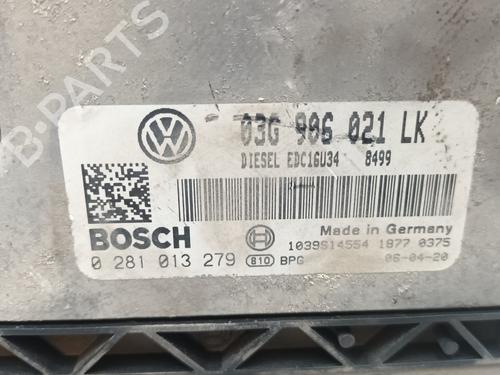 03G 906 021 LK
DIESEL EDC16U34 8499
BOSCH
Made in Germany
1039S14554 1877 0375
0 281 013 279 810 BPG 06-04-20
B-PARTS